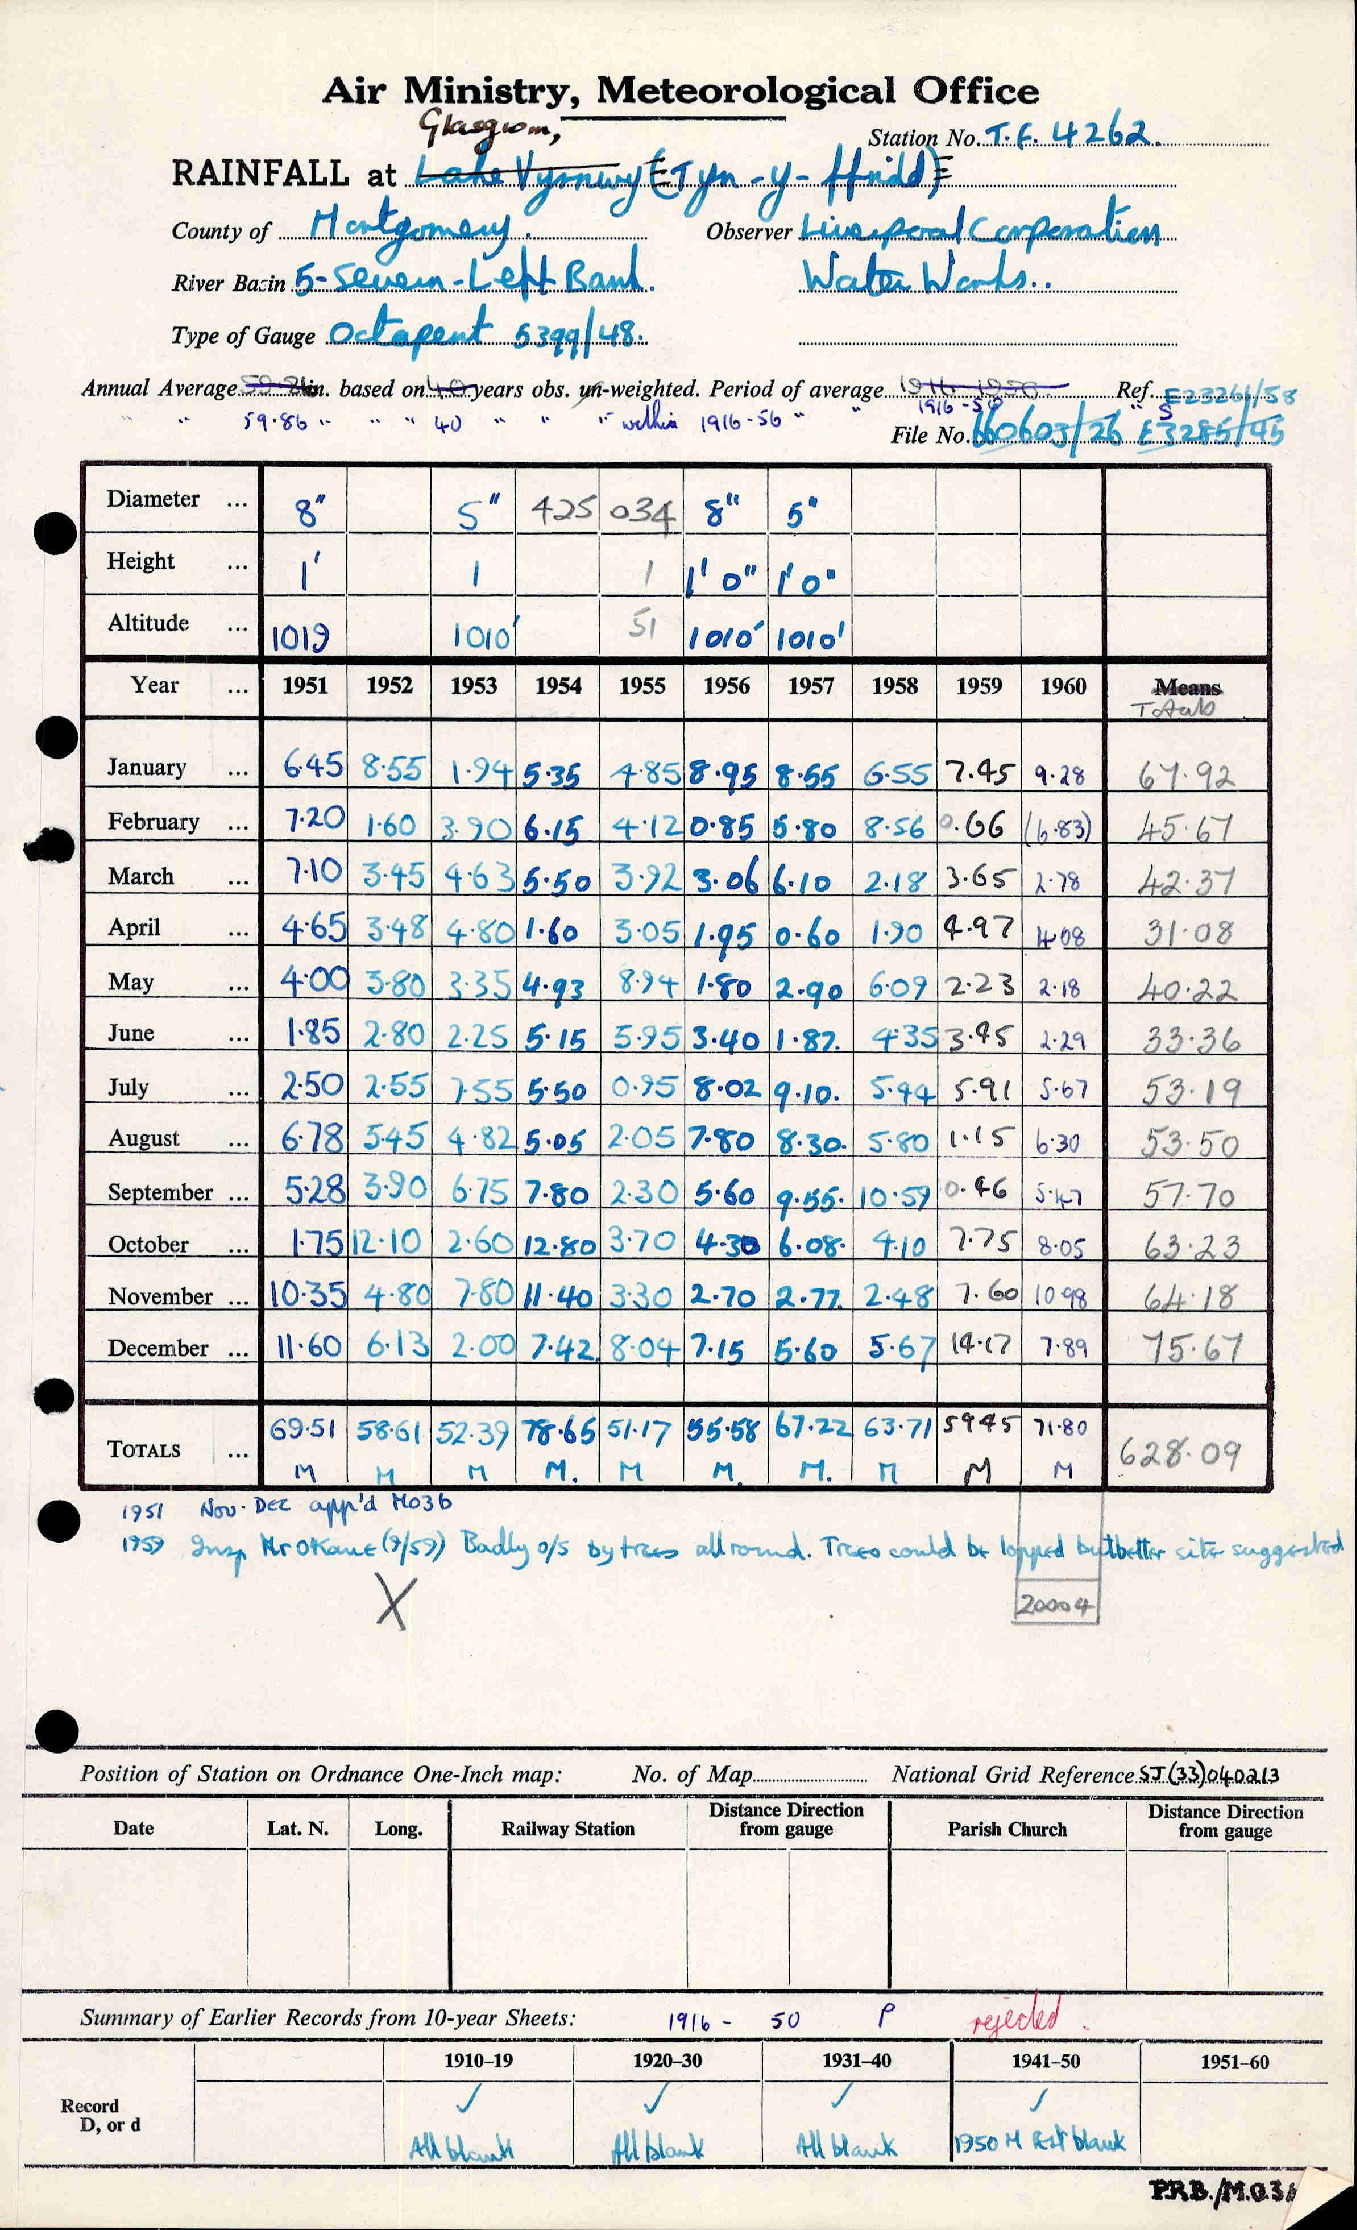 Air Ministry, Meteorological Office
Glasgwm,
Station No. T.F. 4262.
RAINFALL at Lake Vyrnwy (Tyn-y-ffridd)
County of Montgomery. Observer Liverpool Corporation
River Basin 5-Severn-Left Bank. Water Works..
Type of Gauge Octapent 5399/48.
Annual Average in. based on 40 years obs. un-weighted. Period of average 1916-1950 Ref. E23261/58
" " 59.86 " " " 40 " " " within 1916-56 " " 1916-50 " S
File No. 660603/26 E3285/45
Diameter ... 8" 5" 425 034 8" 5"
Height ... 1' 1 1 1' 0" 1' 0"
Altitude ... 1019 1010' 51 1010' 1010'
Year ... 1951 1952 1953 1954 1955 1956 1957 1958 1959 1960 Means
Totals
January ... 6.45 8.55 1.94 5.35 4.85 8.95 8.55 6.55 7.45 9.28 67.92
February ... 7.20 1.60 3.90 6.15 4.12 0.85 5.80 8.56 0.66 (6.83) 45.67
March ... 7.10 3.45 4.63 5.50 3.92 3.06 6.10 2.18 3.65 2.78 42.37
April ... 4.65 3.48 4.80 1.60 3.05 1.95 0.60 1.90 4.97 4.08 31.08
May ... 4.00 3.80 3.35 4.93 8.94 1.80 2.90 6.09 2.23 2.18 40.22
June ... 1.85 2.80 2.25 5.15 5.95 3.40 1.87. 4.35 3.45 2.29 33.36
July ... 2.50 2.55 7.55 5.50 0.95 8.02 9.10. 5.44 5.91 5.67 53.19
August ... 6.78 5.45 4.82 5.05 2.05 7.80 8.30. 5.80 1.15 6.30 53.50
September ... 5.28 3.90 6.75 7.80 2.30 5.60 9.55. 10.59 0.46 5.47 57.70
October ... 1.75 12.10 2.60 12.80 3.70 4.30 6.08. 4.10 7.75 8.05 63.23
November ... 10.35 4.80 7.80 11.40 3.30 2.70 2.77. 2.48 7.60 10.98 64.18
December ... 11.60 6.13 2.00 7.42 8.04 7.15 5.60 5.67 14.17 7.89 75.67
TOTALS ... 69.51 58.61 52.39 78.65 51.17 55.58 67.22 63.71 59.45 71.80 628.09
M M M M. M M. M. M M M
1951 Nov. Dec app'd MO3b
1959 Insp Mr OKane (9/59) Badly o/s by trees all round. Trees could be lopped but better site suggested
X
20004
Position of Station on Ordnance One-Inch map: No. of Map National Grid Reference SJ(33)040213
Date Lat. N. Long. Railway Station Distance Direction from gauge Parish Church Distance Direction from gauge
Summary of Earlier Records from 10-year Sheets: 1916 - 50 P rejected.
1910–19 1920–30 1931–40 1941–50 1951–60
Record
D, or d
✓ ✓ ✓ ✓
All blank All blank All blank 1950 M Rest blank
P.R.B./M.O.3